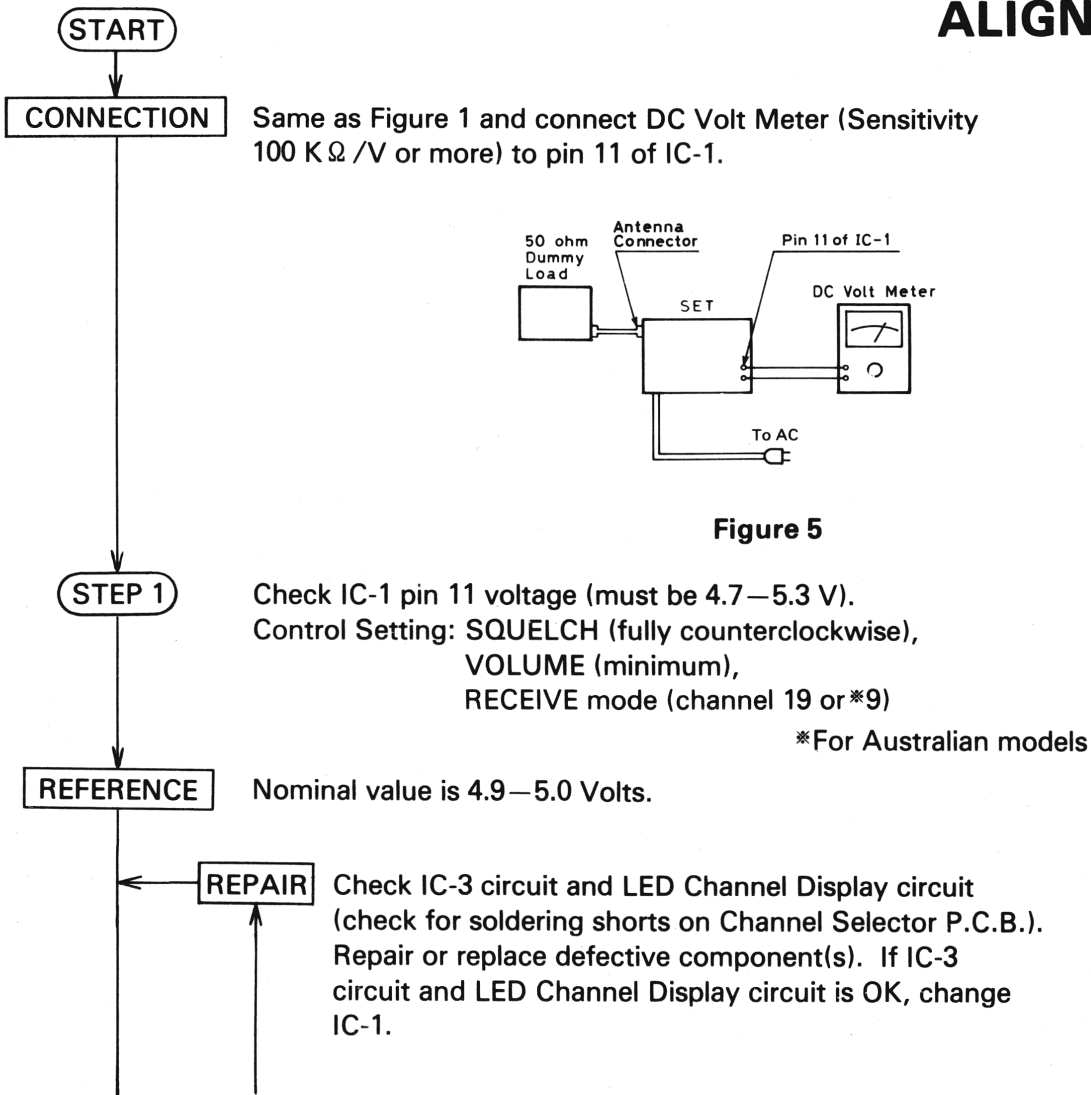 ALIGN
START
CONNECTION
Same as Figure 1 and connect DC Volt Meter (Sensitivity
100 KΩ /V or more) to pin 11 of IC-1.
50 ohm
Dummy
Load
Antenna
Connector
Pin 11 of IC-1
SET
DC Volt Meter
To AC
Figure 5
STEP 1
Check IC-1 pin 11 voltage (must be 4.7—5.3 V).
Control Setting: SQUELCH (fully counterclockwise),
VOLUME (minimum),
RECEIVE mode (channel 19 or ※9)
※For Australian models
REFERENCE
Nominal value is 4.9—5.0 Volts.
REPAIR
Check IC-3 circuit and LED Channel Display circuit
(check for soldering shorts on Channel Selector P.C.B.).
Repair or replace defective component(s). If IC-3
circuit and LED Channel Display circuit is OK, change
IC-1.